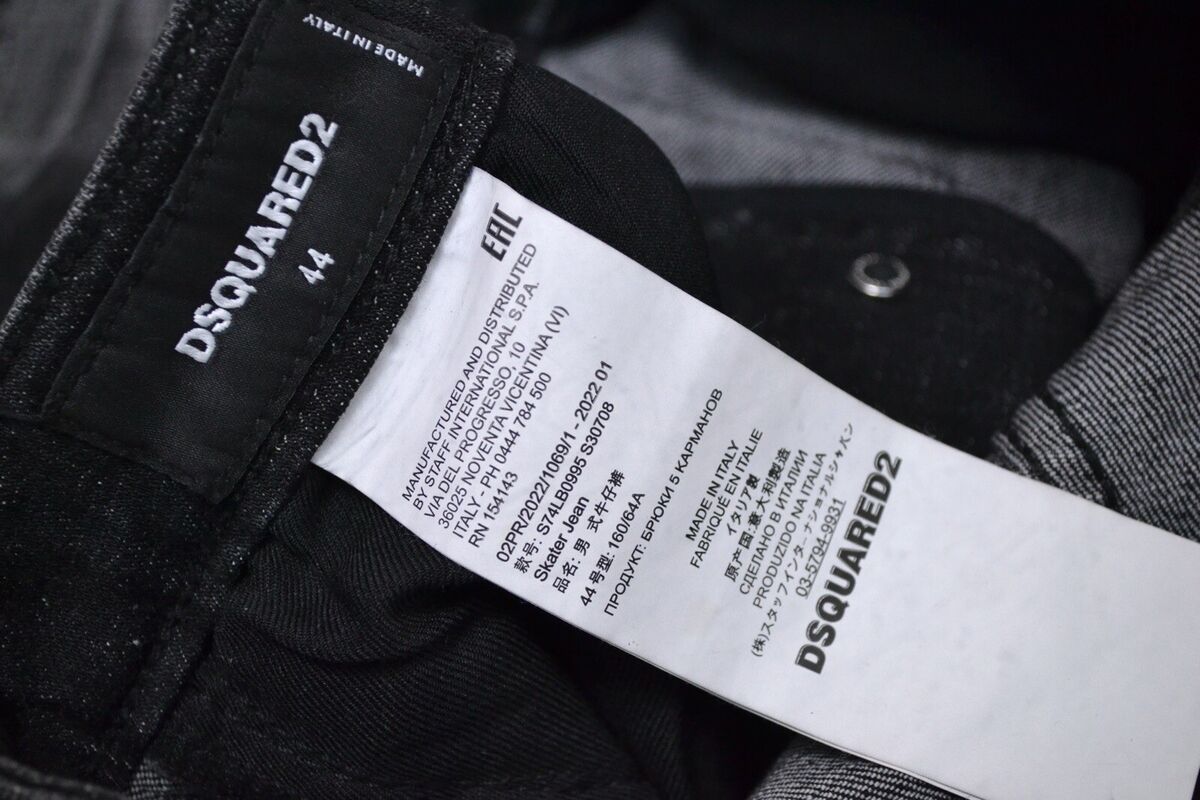 MADE IN ITALY
DSQUARED2
44
EAC
MANUFACTURED AND DISTRIBUTED
BY STAFF INTERNATIONAL S.P.A.
VIA DEL PROGRESSO, 10
36025 NOVENTA VICENTINA (VI)
ITALY - PH 0444 784 500
RN 154143
02PR/2022/1069/1 - 2022 01
款号: S74LB0995 S30708
Skater Jean
品名: 男 式牛仔裤
44 号型: 160/64A
ПРОДУКТ: БРЮКИ 5 КАРМАНОВ
MADE IN ITALY
FABRIQUÉ EN ITALIE
イタリア製
原产国:意大利製造
СДЕЛАНО В ИТАЛИИ
PRODUZIDO NA ITALIA
03-5794-9931
(株)スタッフインターナショナルジャパン
DSQUARED2